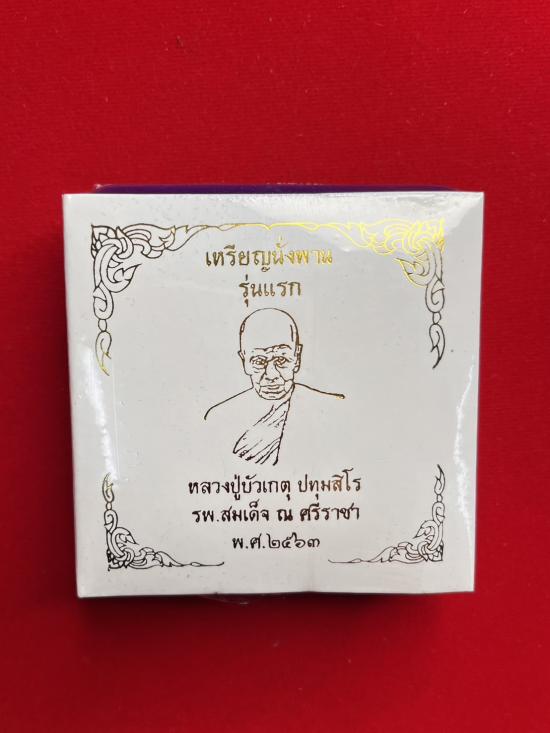 เหรียญนั่งพาน
รุ่นแรก
หลวงปู่บัวเกตุ ปทุมสิโร
รพ.สมเด็จ ณ ศรีราชา
พ.ศ.๒๕๖๓